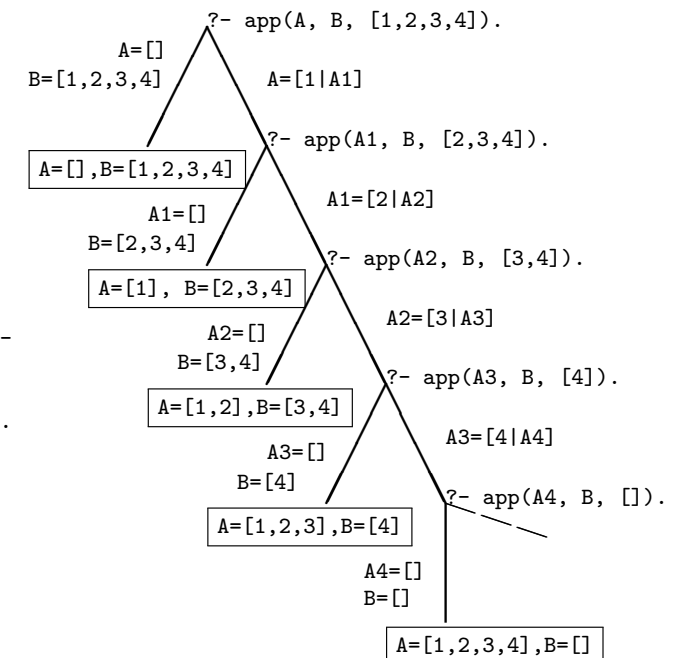 ?- app(A, B, [1,2,3,4]).
A=[]
B=[1,2,3,4]
A=[1|A1]
?- app(A1, B, [2,3,4]).
A=[],B=[1,2,3,4]
A1=[2|A2]
A1=[]
B=[2,3,4]
?- app(A2, B, [3,4]).
A=[1], B=[2,3,4]
A2=[3|A3]
A2=[]
B=[3,4]
–
?- app(A3, B, [4]).
A=[1,2],B=[3,4]
.
A3=[4|A4]
A3=[]
B=[4]
?- app(A4, B, []).
A=[1,2,3],B=[4]
A4=[]
B=[]
A=[1,2,3,4],B=[]